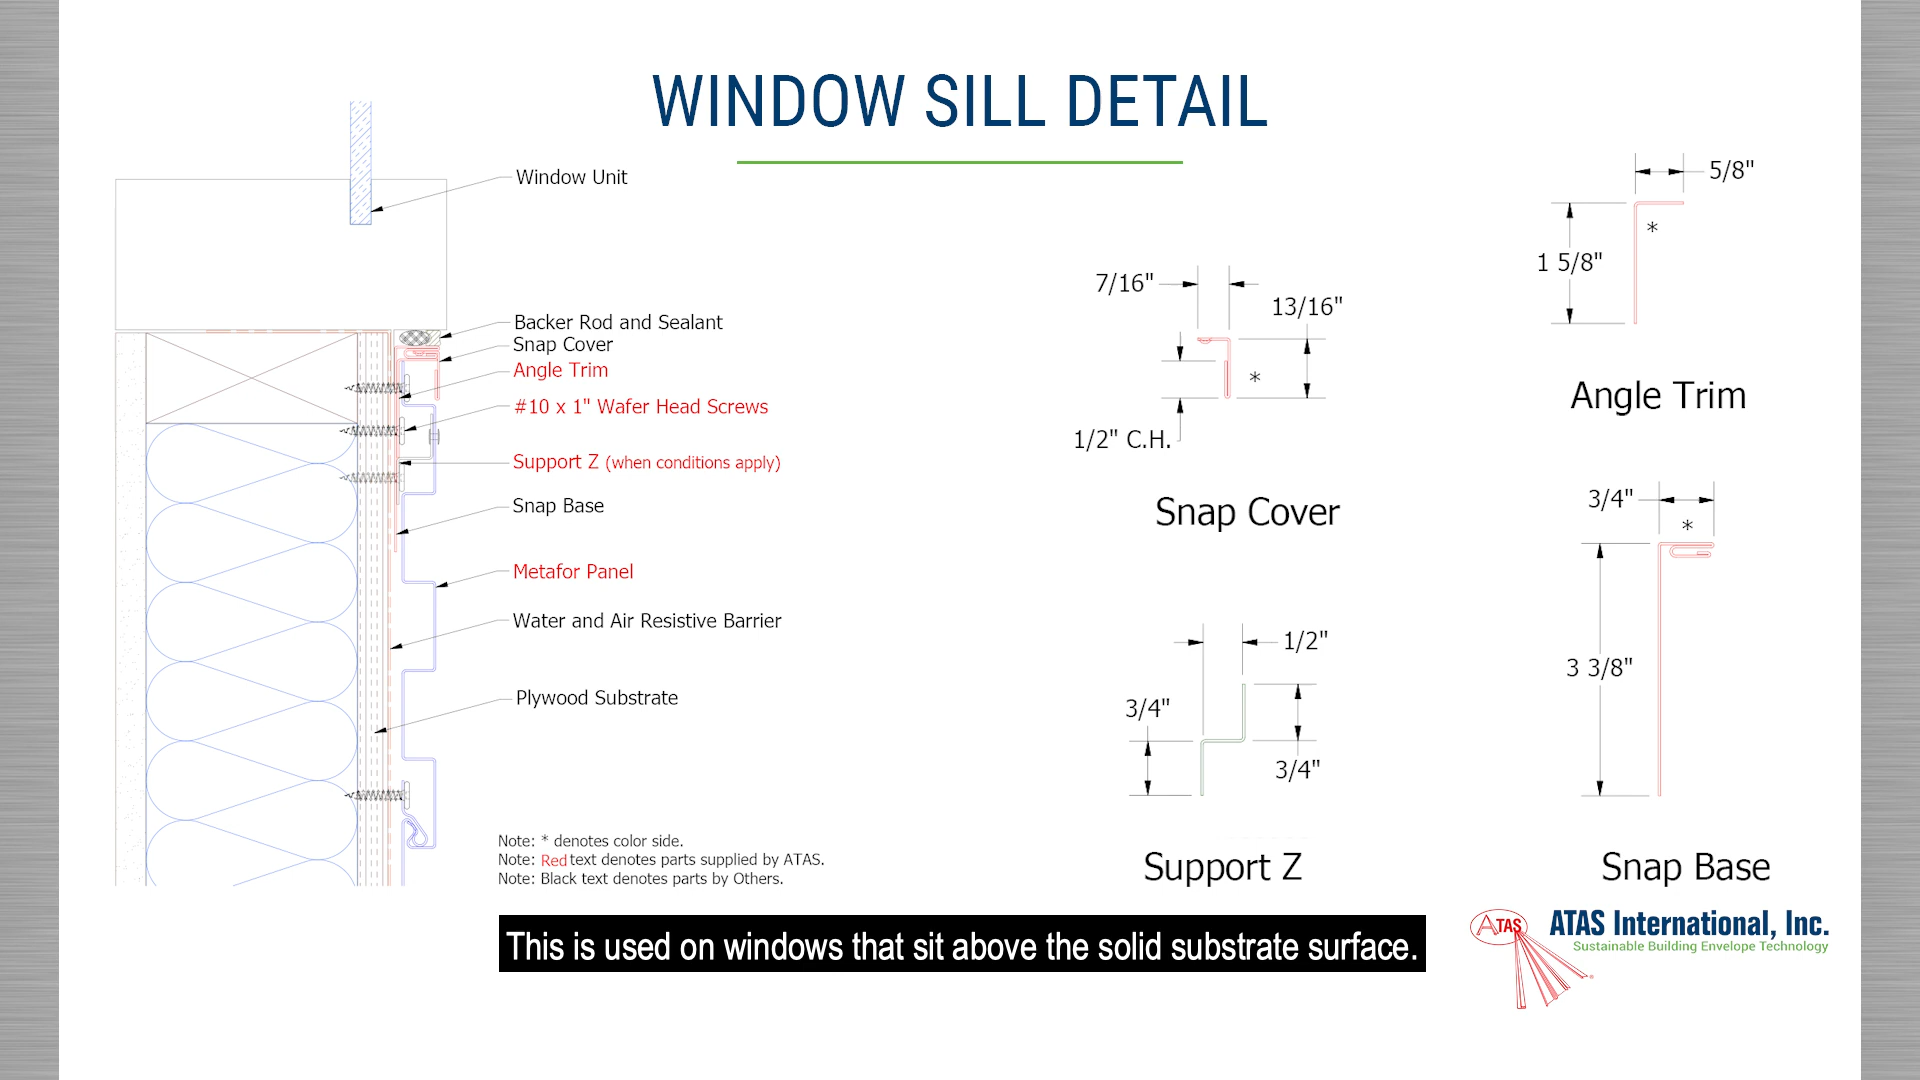 WINDOW SILL DETAIL
Window Unit
Backer Rod and Sealant
Snap Cover
Angle Trim
#10 x 1" Wafer Head Screws
Support Z (when conditions apply)
Snap Base
Metafor Panel
Water and Air Resistive Barrier
Plywood Substrate
Note: * denotes color side.
Note: Red text denotes parts supplied by ATAS.
Note: Black text denotes parts by Others.
7/16"
13/16"
*
1/2" C.H.
Snap Cover
5/8"
*
1 5/8"
Angle Trim
1/2"
3/4"
3/4"
Support Z
3/4"
*
3 3/8"
Snap Base
This is used on windows that sit above the solid substrate surface.
ATAS
ATAS International, Inc.
Sustainable Building Envelope Technology